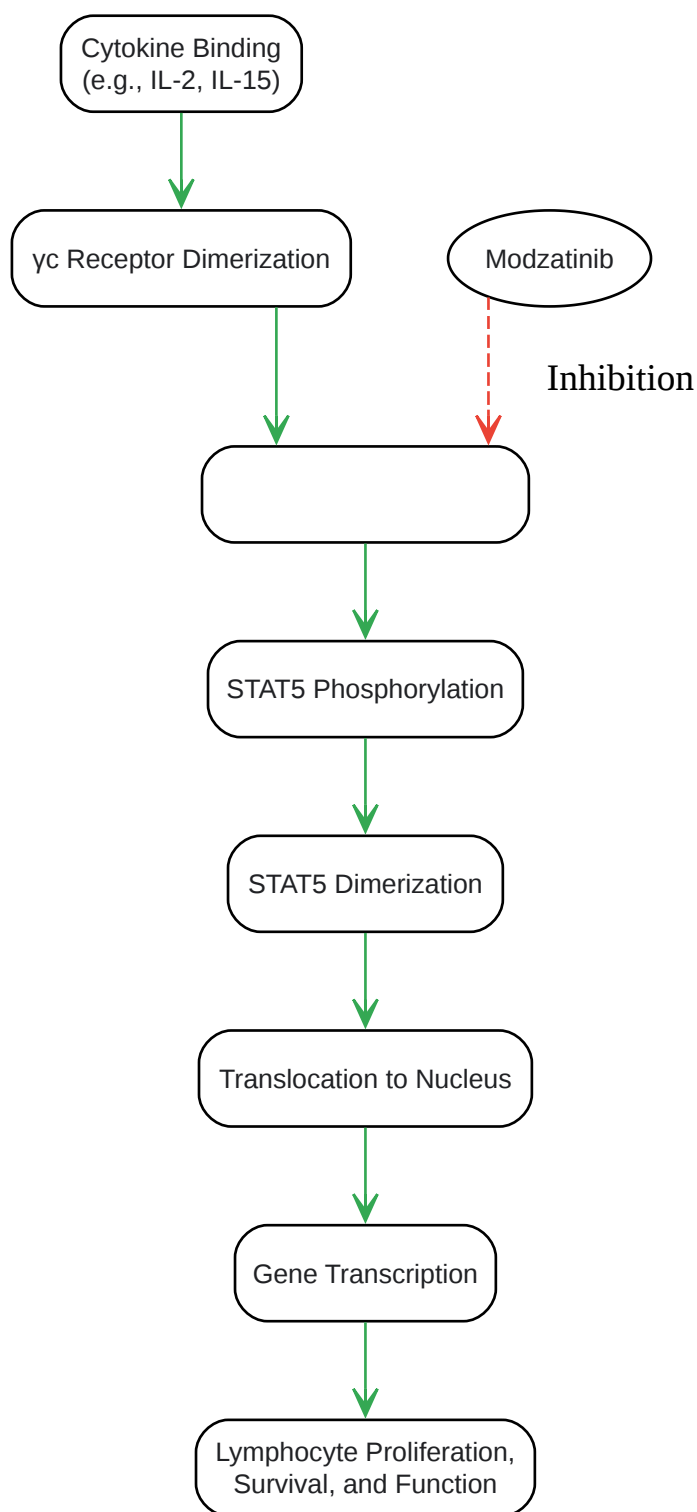 Cytokine Binding
(e.g., IL-2, IL-15)
γc Receptor Dimerization
Modzatinib
Inhibition
STAT5 Phosphorylation
STAT5 Dimerization
Translocation to Nucleus
Gene Transcription
Lymphocyte Proliferation,
Survival, and Function